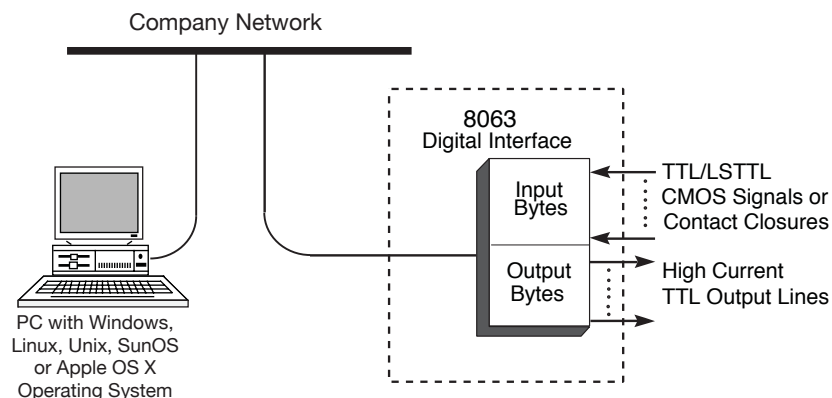 Company Network
8063
Digital Interface
Input
Bytes
Output
Bytes
TTL/LSTTL
CMOS Signals or
Contact Closures
High Current
TTL Output Lines
PC with Windows,
Linux, Unix, SunOS
or Apple OS X
Operating System